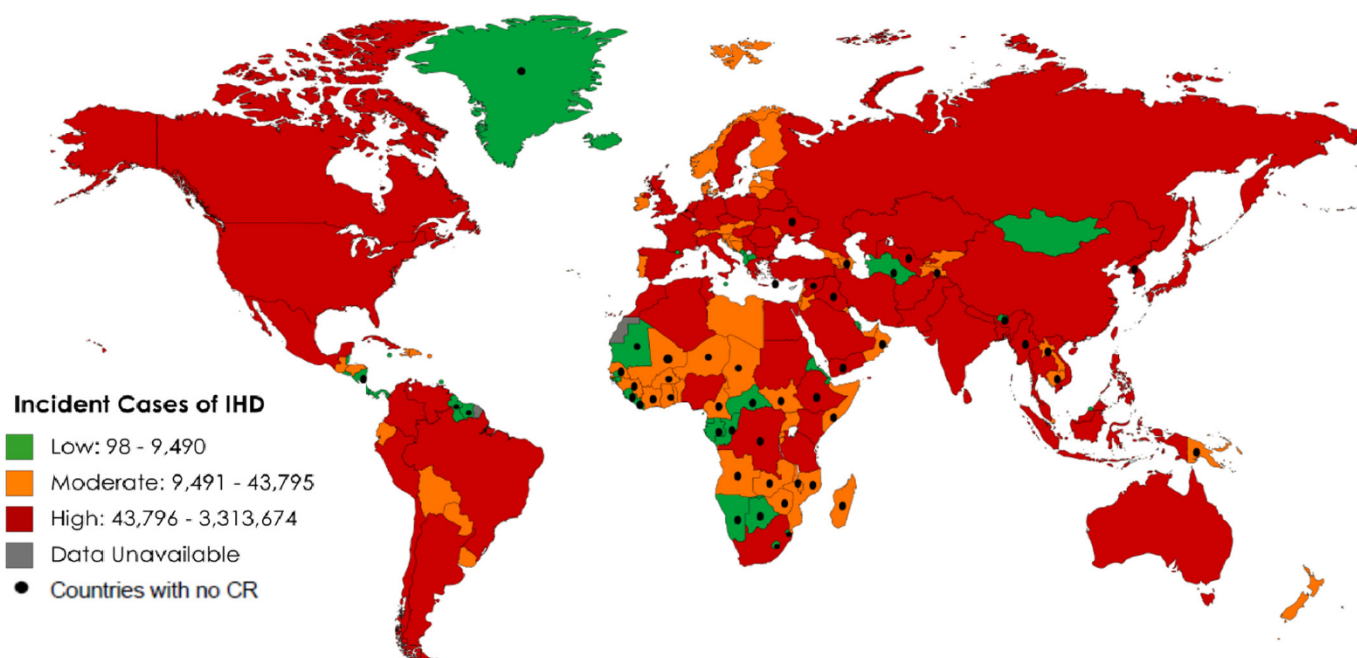 Incident Cases of IHD
Low: 98 - 9,490
Moderate: 9,491 - 43,795
High: 43,796 - 3,313,674
Data Unavailable
Countries with no CR